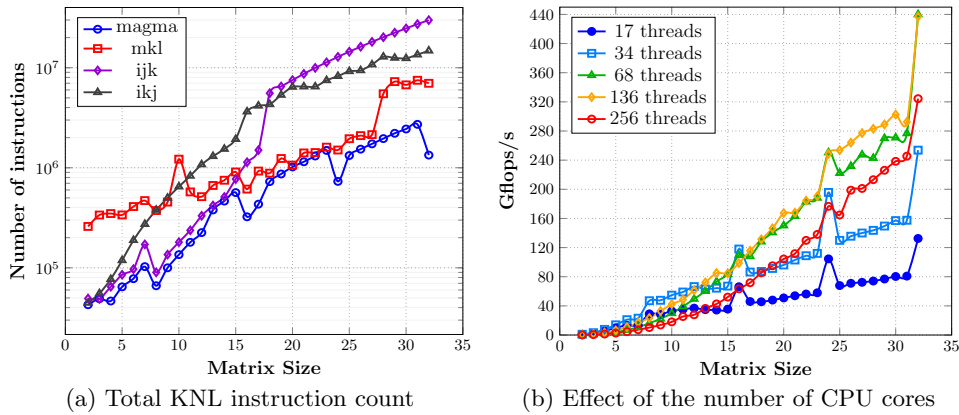 magma
mkl
ijk
ikj
10^7
10^6
10^5
Number of instructions
0 5 10 15 20 25 30 35
Matrix Size
(a) Total KNL instruction count
17 threads
34 threads
68 threads
136 threads
256 threads
440
400
360
320
280
240
200
160
120
80
40
0
Gflops/s
0 5 10 15 20 25 30 35
Matrix Size
(b) Effect of the number of CPU cores